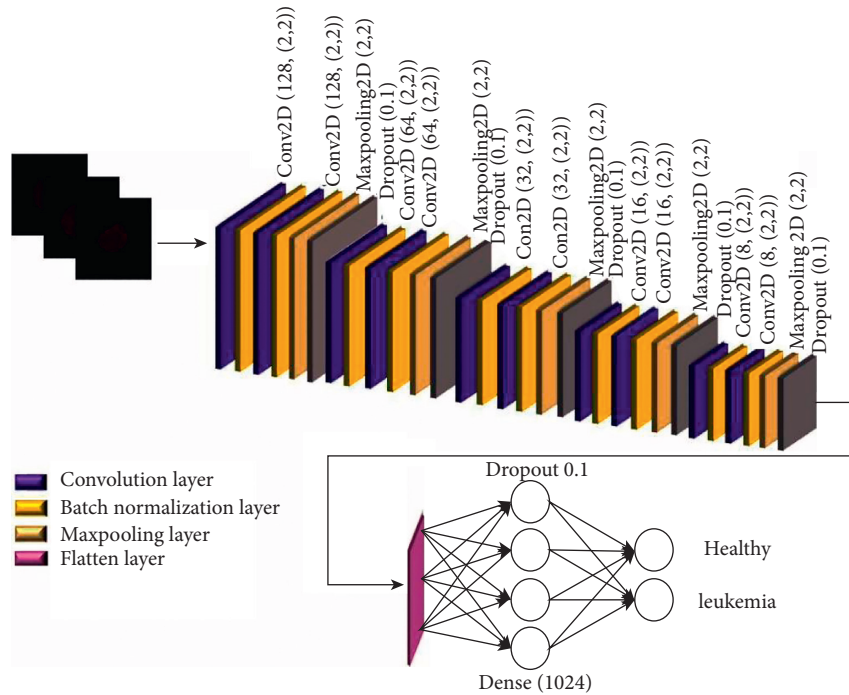 Conv2D (128, (2,2))
Conv2D (128, (2,2))
Maxpooling2D (2,2)
Dropout (0.1)
Conv2D (64, (2,2))
Conv2D (64, (2,2))
Maxpooling2D (2,2)
Dropout (0.1)
Con2D (32, (2,2))
Con2D (32, (2,2))
Maxpooling2D (2,2)
Dropout (0.1)
Conv2D (16, (2,2))
Conv2D (16, (2,2))
Maxpooling2D (2,2)
Dropout (0.1)
Conv2D (8, (2,2))
Conv2D (8, (2,2))
Maxpooling 2D (2,2)
Dropout (0.1)
Convolution layer
Batch normalization layer
Maxpooling layer
Flatten layer
Dropout 0.1
Healthy
leukemia
Dense (1024)